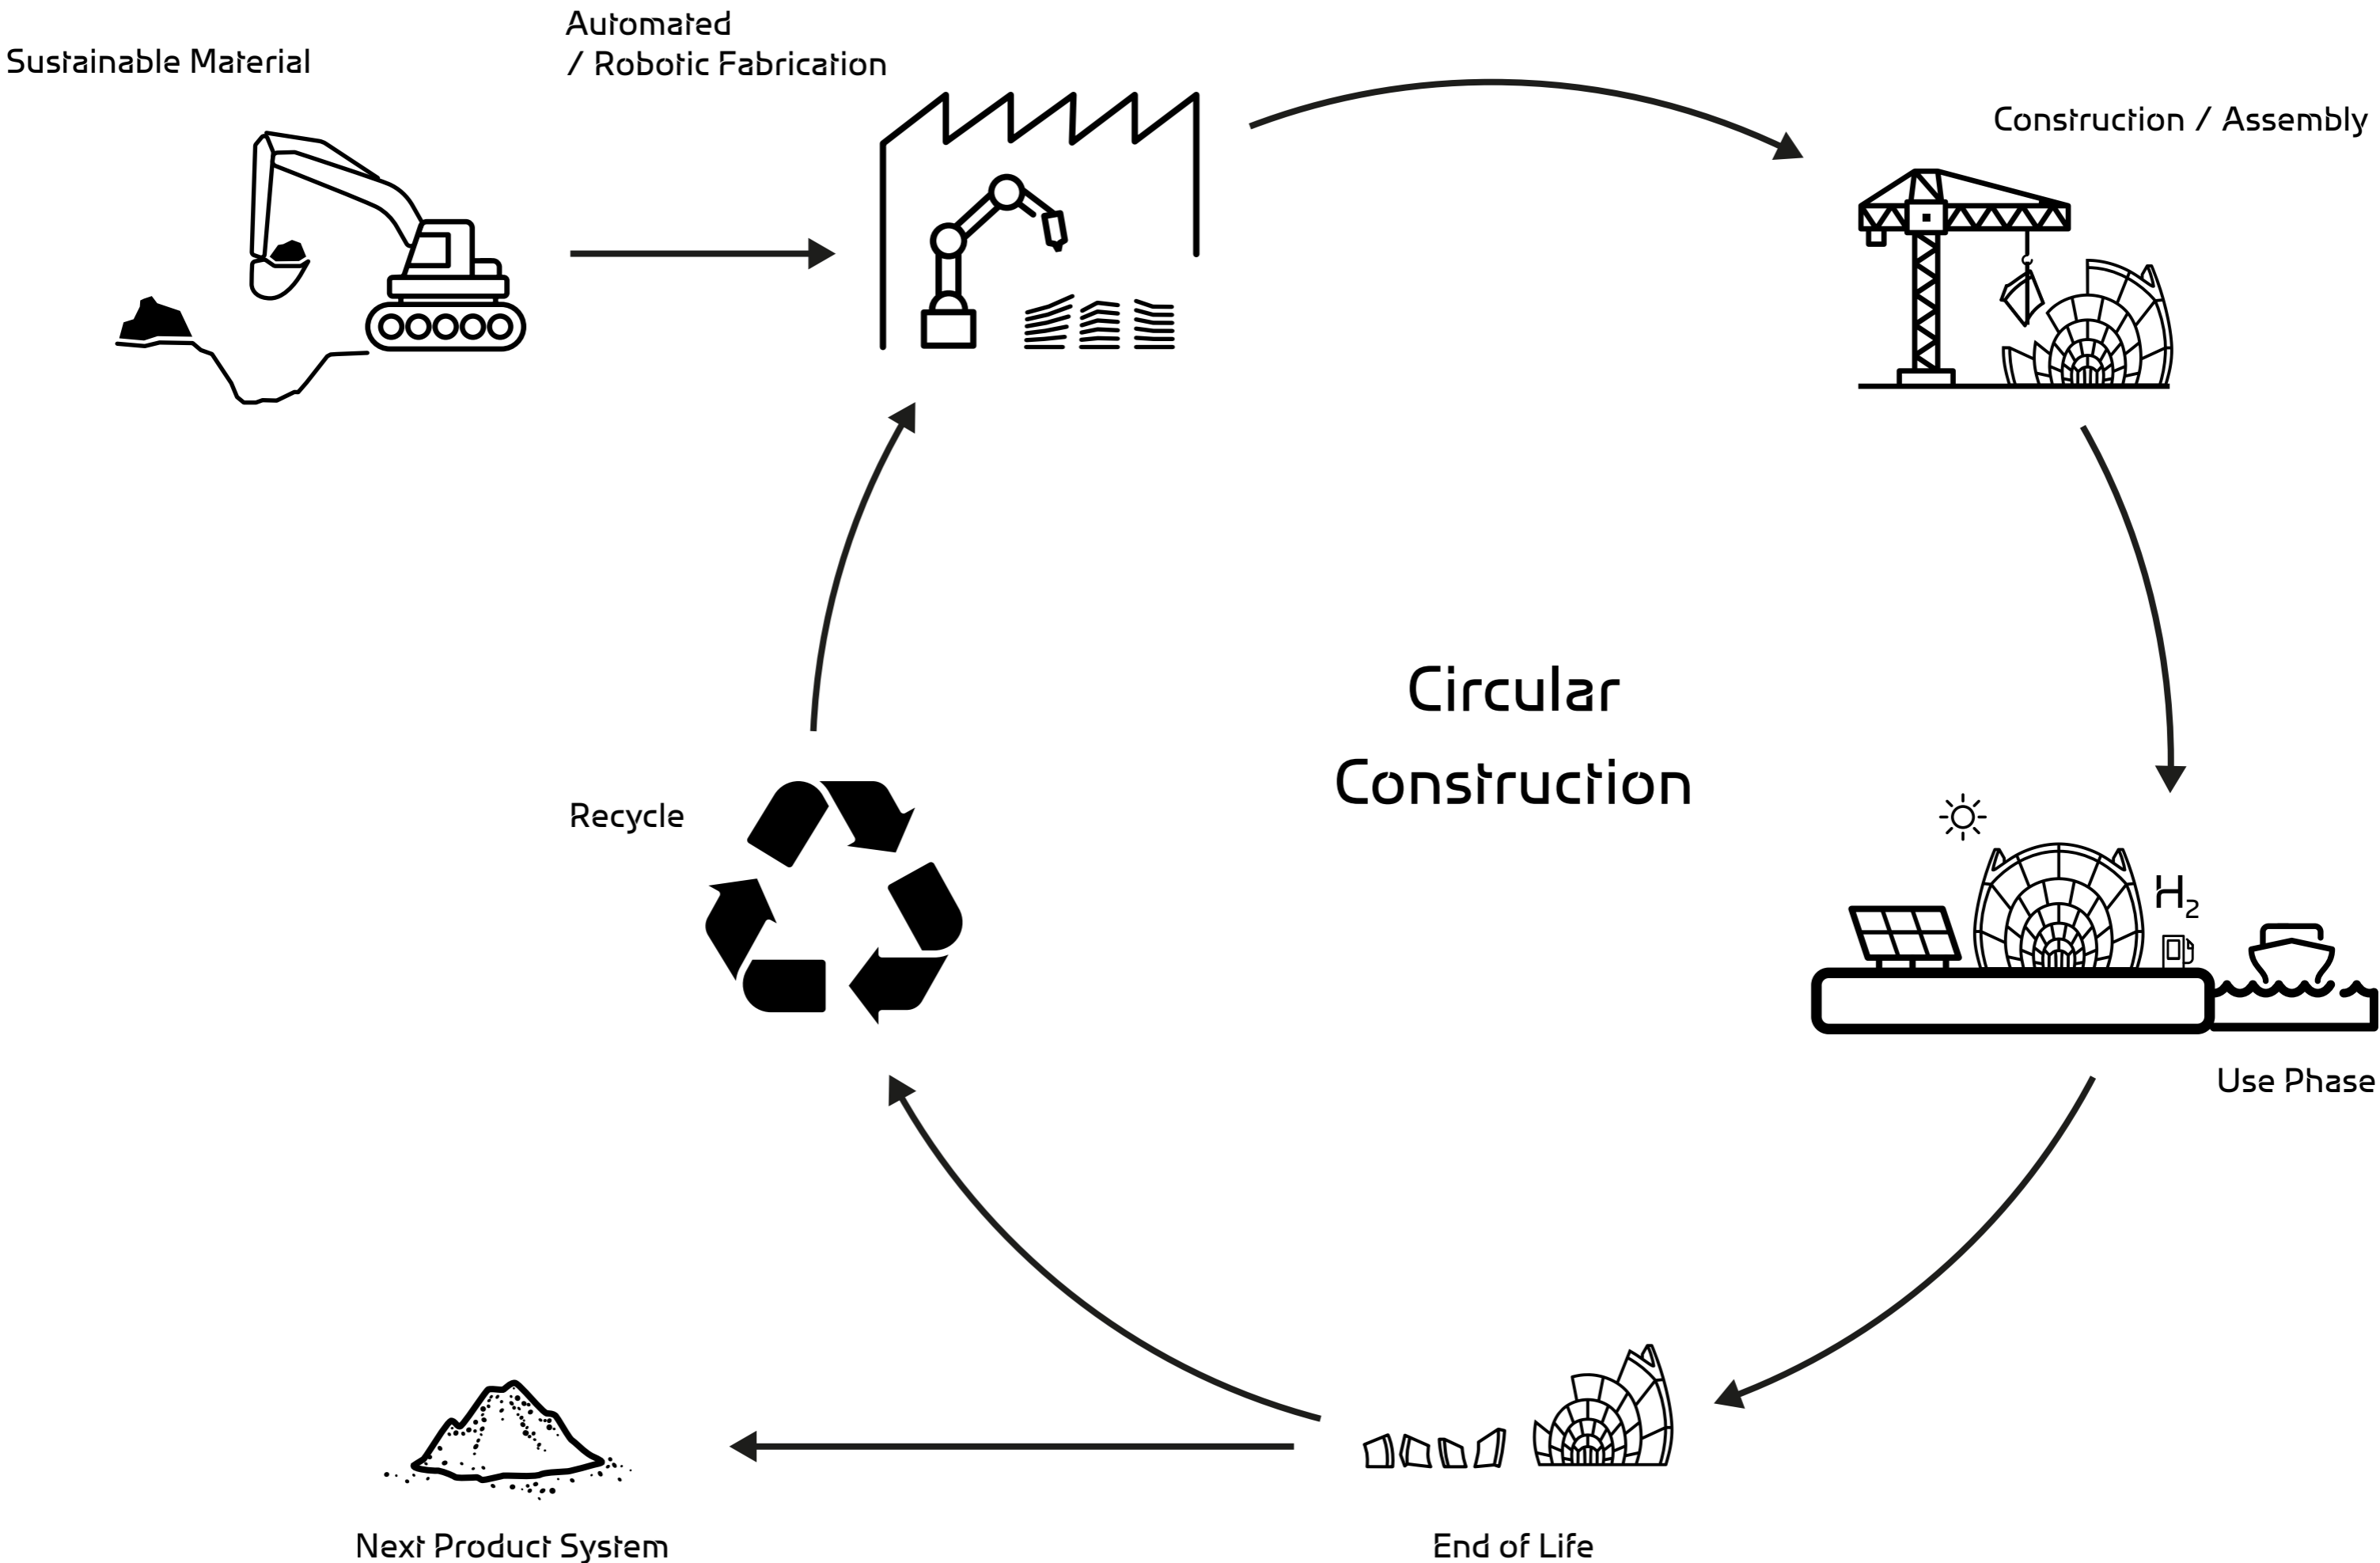 Sustainable Material
Automated
/ Robotic Fabrication
Construction / Assembly
Circular
Construction
Recycle
H₂
Use Phase
Next Product System
End of Life